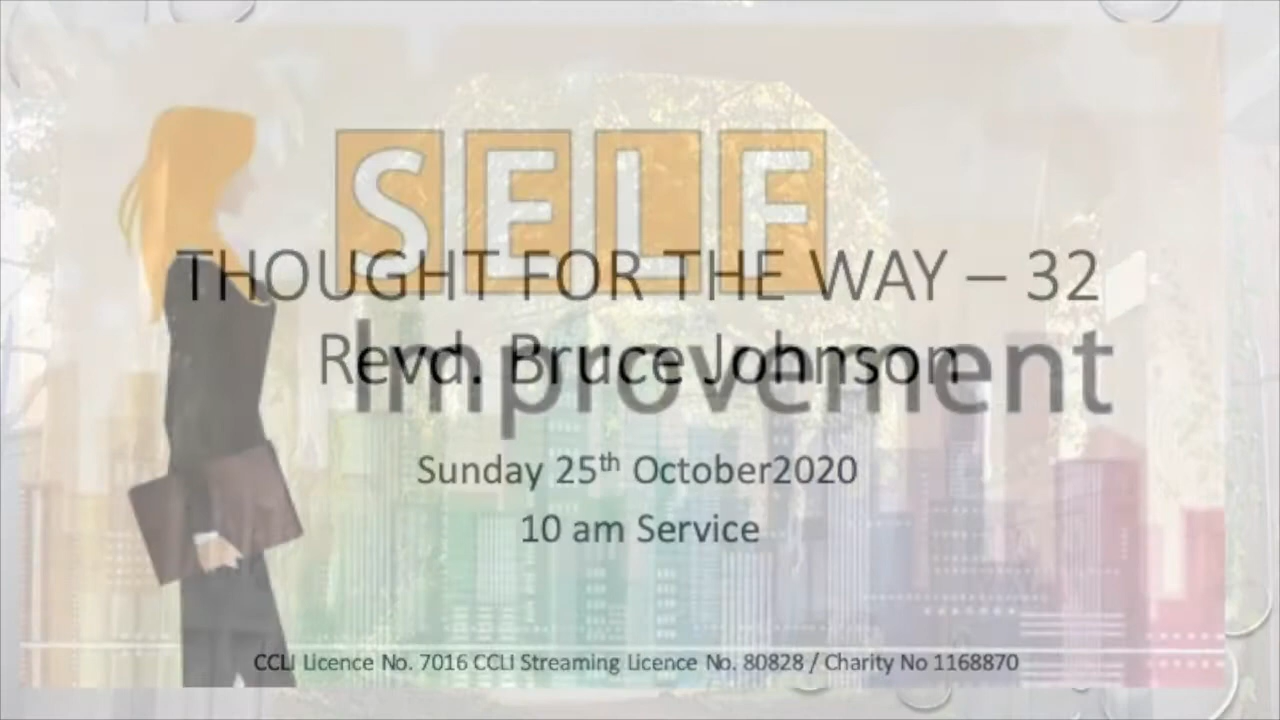 SELF
THOUGHT FOR THE WAY – 32
Revd. Bruce Johnson
Improvement
Sunday 25th October2020
10 am Service
CCLI Licence No. 7016 CCLI Streaming Licence No. 80828 / Charity No 1168870